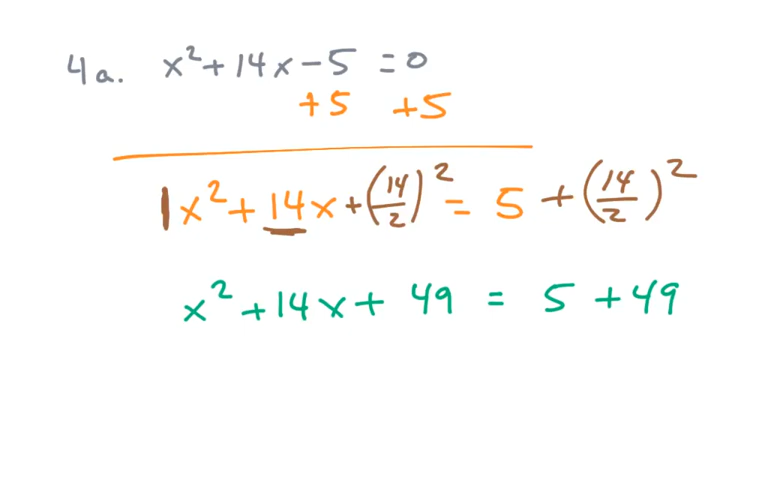 4a. x² + 14x - 5 = 0
+5 +5
1x² + 14x + (14/2)² = 5 + (14/2)²
x² + 14x + 49 = 5 + 49